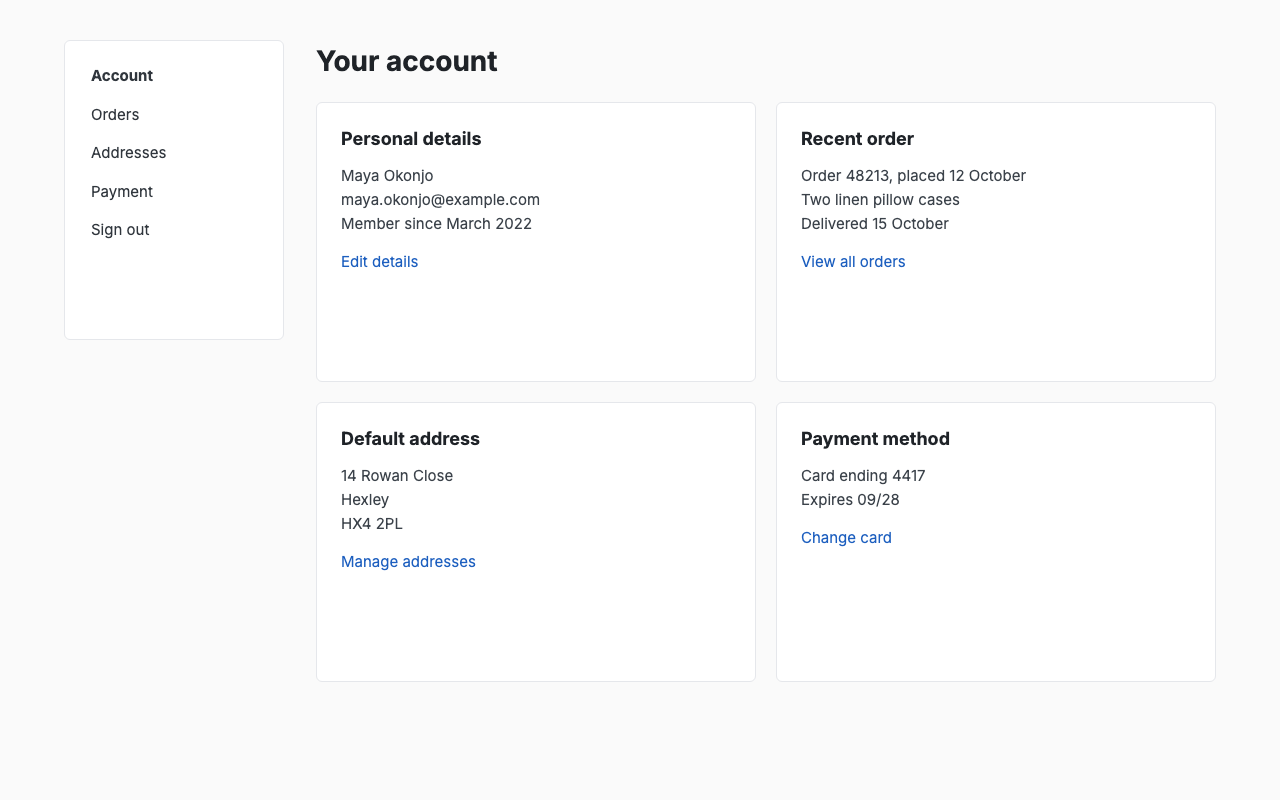 Account
Orders
Addresses
Payment
Sign out
Your account
Personal details
Maya Okonjo
maya.okonjo@example.com
Member since March 2022
Edit details
Recent order
Order 48213, placed 12 October
Two linen pillow cases
Delivered 15 October
View all orders
Default address
14 Rowan Close
Hexley
HX4 2PL
Manage addresses
Payment method
Card ending 4417
Expires 09/28
Change card